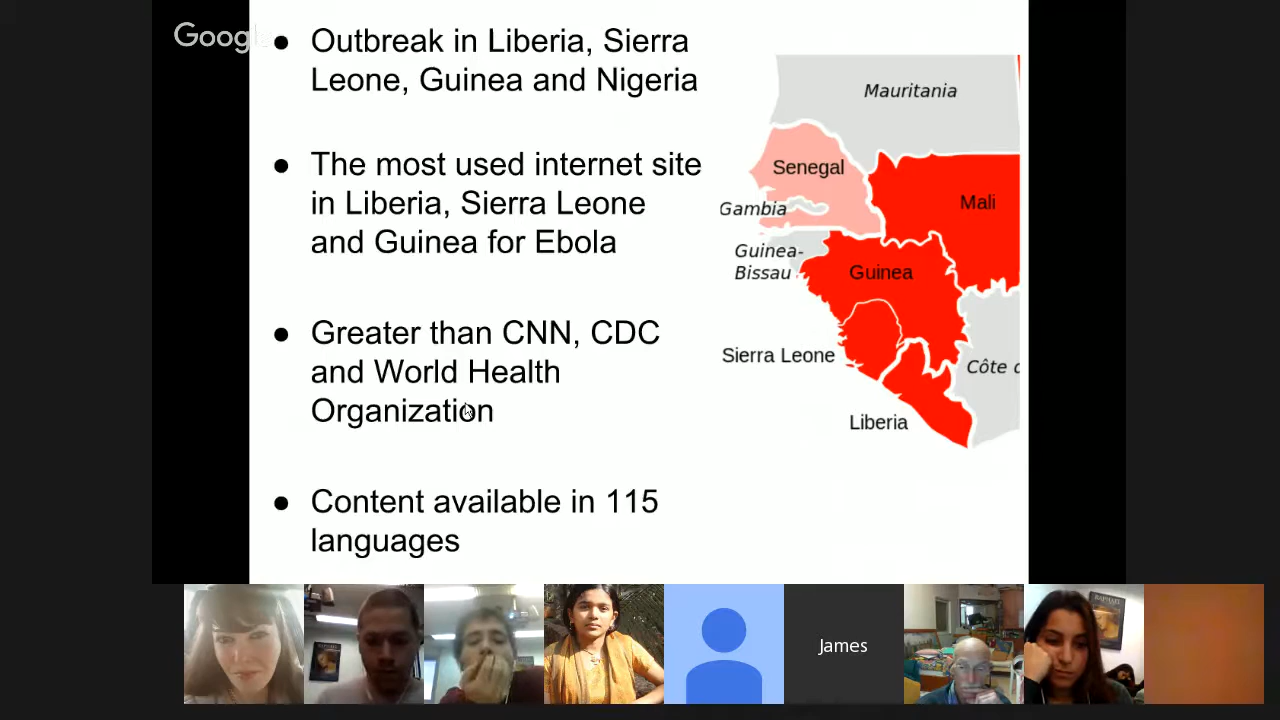 Google
● Outbreak in Liberia, Sierra
Leone, Guinea and Nigeria
● The most used internet site
in Liberia, Sierra Leone
and Guinea for Ebola
● Greater than CNN, CDC
and World Health
Organization
● Content available in 115
languages
Mauritania
Senegal
Mali
Gambia
Guinea-
Bissau
Guinea
Sierra Leone
Côte d
Liberia
James